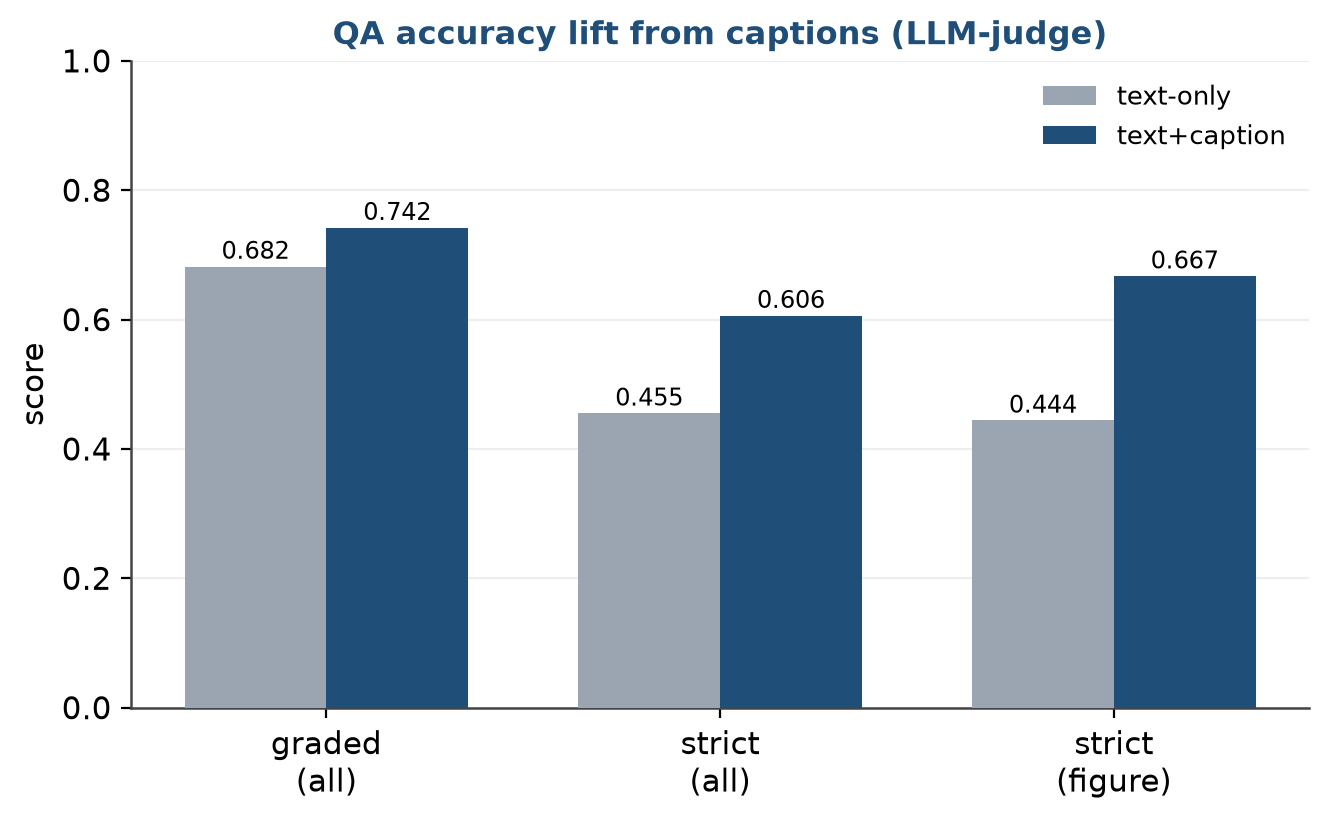 QA accuracy lift from captions (LLM-judge)
1.0
0.8
0.6
0.4
0.2
0.0
score
text-only
text+caption
0.682
0.742
0.455
0.606
0.444
0.667
graded
(all)
strict
(all)
strict
(figure)